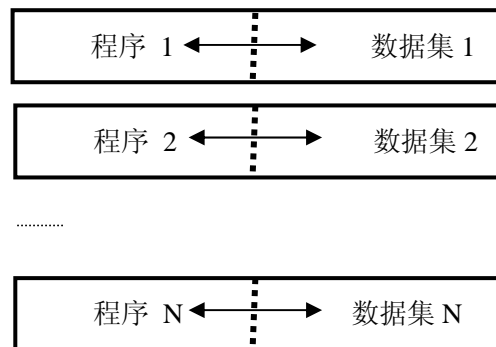 程序 1 数据集 1
程序 2 数据集 2
............
程序 N 数据集 N